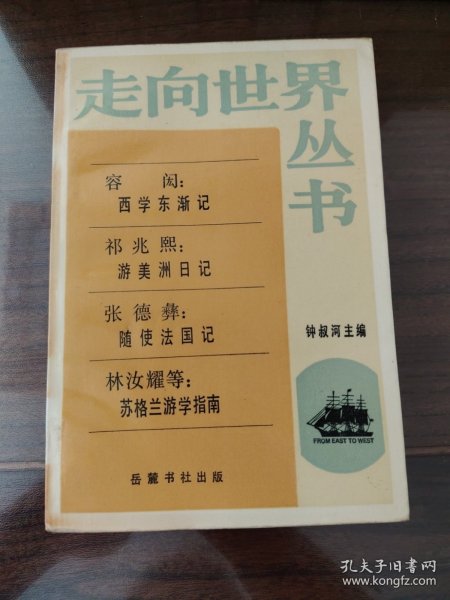 走向世界
丛书
容闳:
西学东渐记
祁兆熙:
游美洲日记
张德彝:
随使法国记
林汝耀等:
苏格兰游学指南
钟叔河主编
FROM EAST TO WEST
岳麓书社出版
孔夫子旧书网
www.kongfz.com